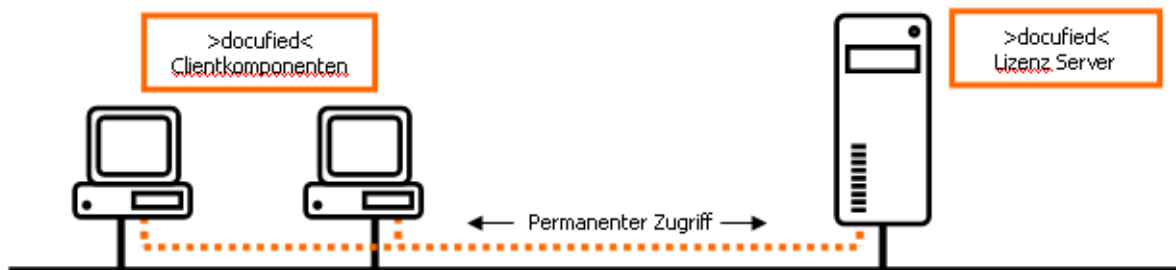 >docufied<
Clientkomponenten
>docufied<
Lizenz Server
Permanenter Zugriff